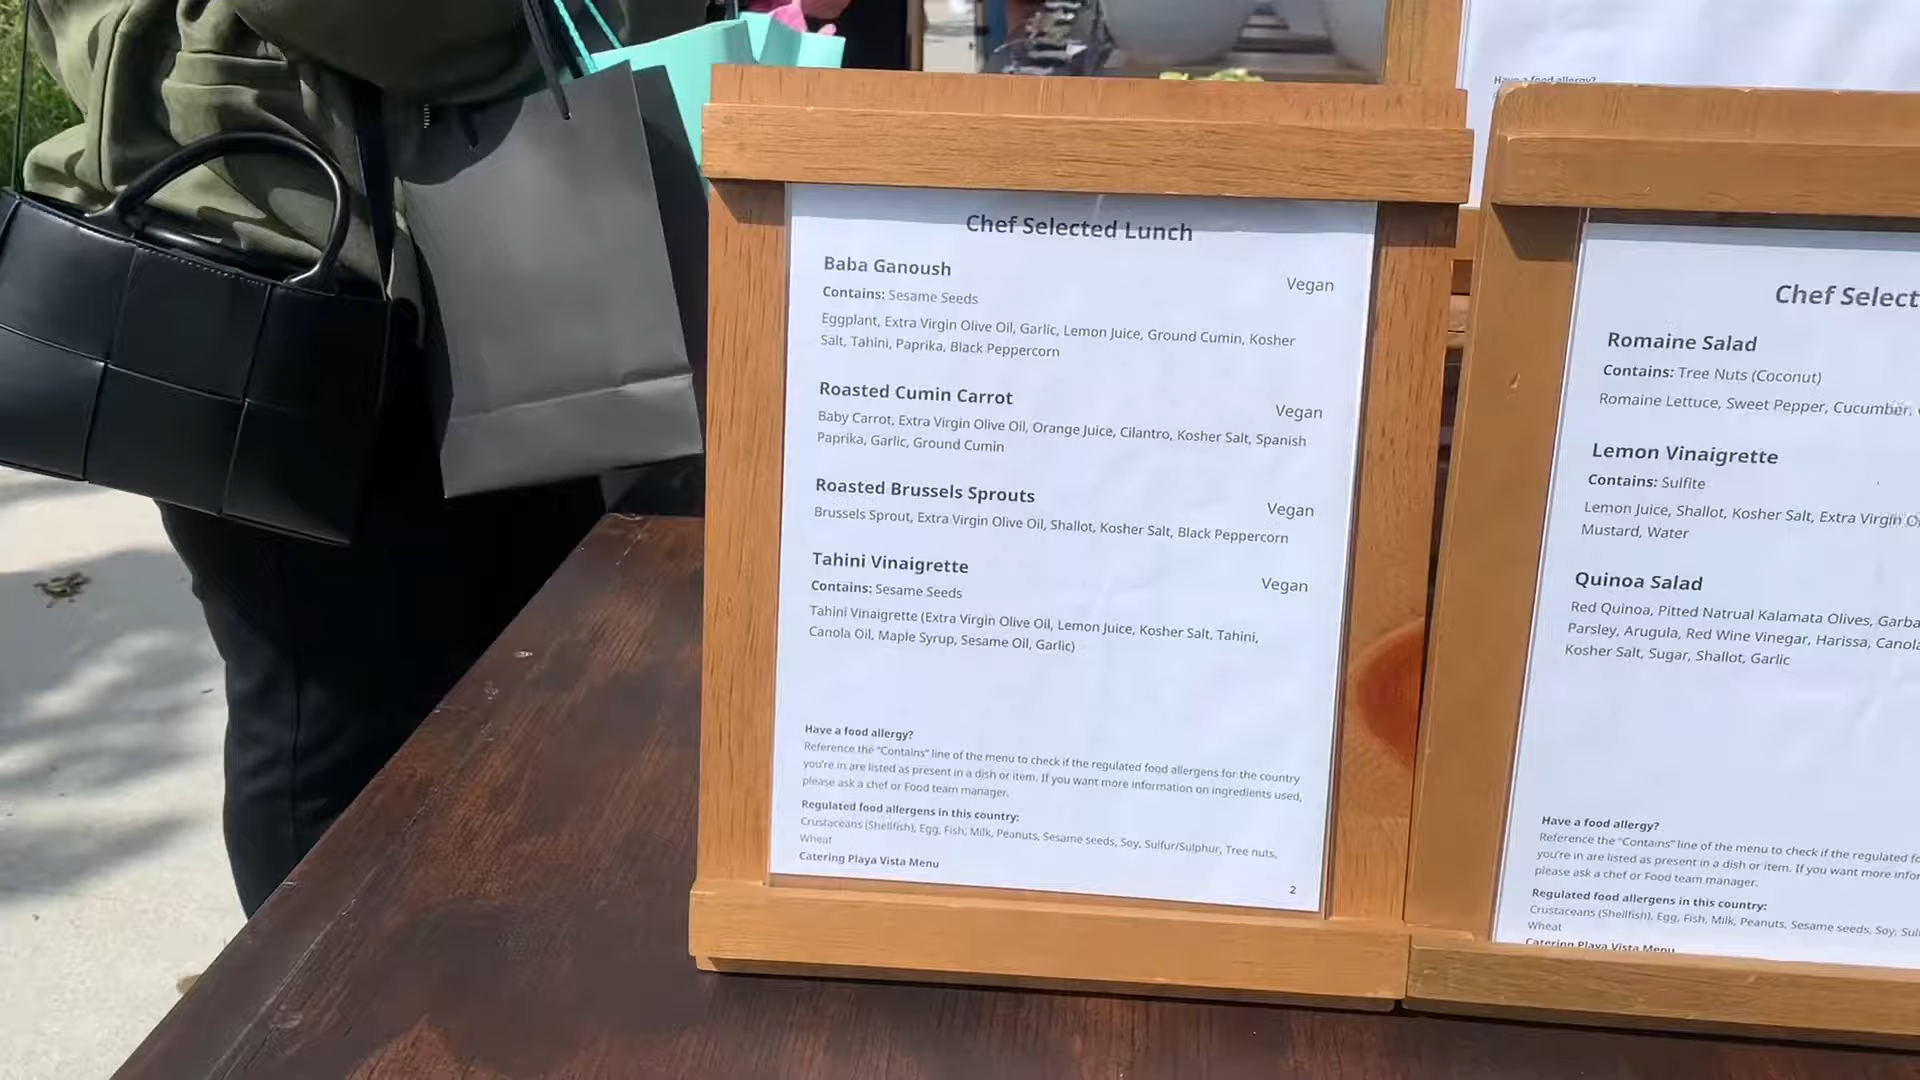 Have a food allergy?
Chef Selected Lunch
Baba Ganoush
Vegan
Contains: Sesame Seeds
Eggplant, Extra Virgin Olive Oil, Garlic, Lemon Juice, Ground Cumin, Kosher
Salt, Tahini, Paprika, Black Peppercorn
Roasted Cumin Carrot
Vegan
Baby Carrot, Extra Virgin Olive Oil, Orange Juice, Cilantro, Kosher Salt, Spanish
Paprika, Garlic, Ground Cumin
Roasted Brussels Sprouts
Vegan
Brussels Sprout, Extra Virgin Olive Oil, Shallot, Kosher Salt, Black Peppercorn
Tahini Vinaigrette
Vegan
Contains: Sesame Seeds
Tahini Vinaigrette (Extra Virgin Olive Oil, Lemon Juice, Kosher Salt, Tahini,
Canola Oil, Maple Syrup, Sesame Oil, Garlic)
Have a food allergy?
Reference the "Contains" line of the menu to check if the regulated food allergens for the country
you're in are listed as present in a dish or item. If you want more information on ingredients used,
please ask a chef or Food team manager.
Regulated food allergens in this country:
Crustaceans (Shellfish), Egg, Fish, Milk, Peanuts, Sesame seeds, Soy, Sulfur/Sulphur, Tree nuts,
Wheat
Catering Playa Vista Menu
2
Chef Select
Romaine Salad
Contains: Tree Nuts (Coconut)
Romaine Lettuce, Sweet Pepper, Cucumber,
Lemon Vinaigrette
Contains: Sulfite
Lemon Juice, Shallot, Kosher Salt, Extra Virgin O
Mustard, Water
Quinoa Salad
Red Quinoa, Pitted Natrual Kalamata Olives, Garba
Parsley, Arugula, Red Wine Vinegar, Harissa, Canola
Kosher Salt, Sugar, Shallot, Garlic
Have a food allergy?
Reference the "Contains" line of the menu to check if the regulated fo
you're in are listed as present in a dish or item. If you want more infor
please ask a chef or Food team manager.
Regulated food allergens in this country:
Crustaceans (Shellfish), Egg, Fish, Milk, Peanuts, Sesame seeds, Soy, Sul
Wheat
Catering Playa Vista Menu